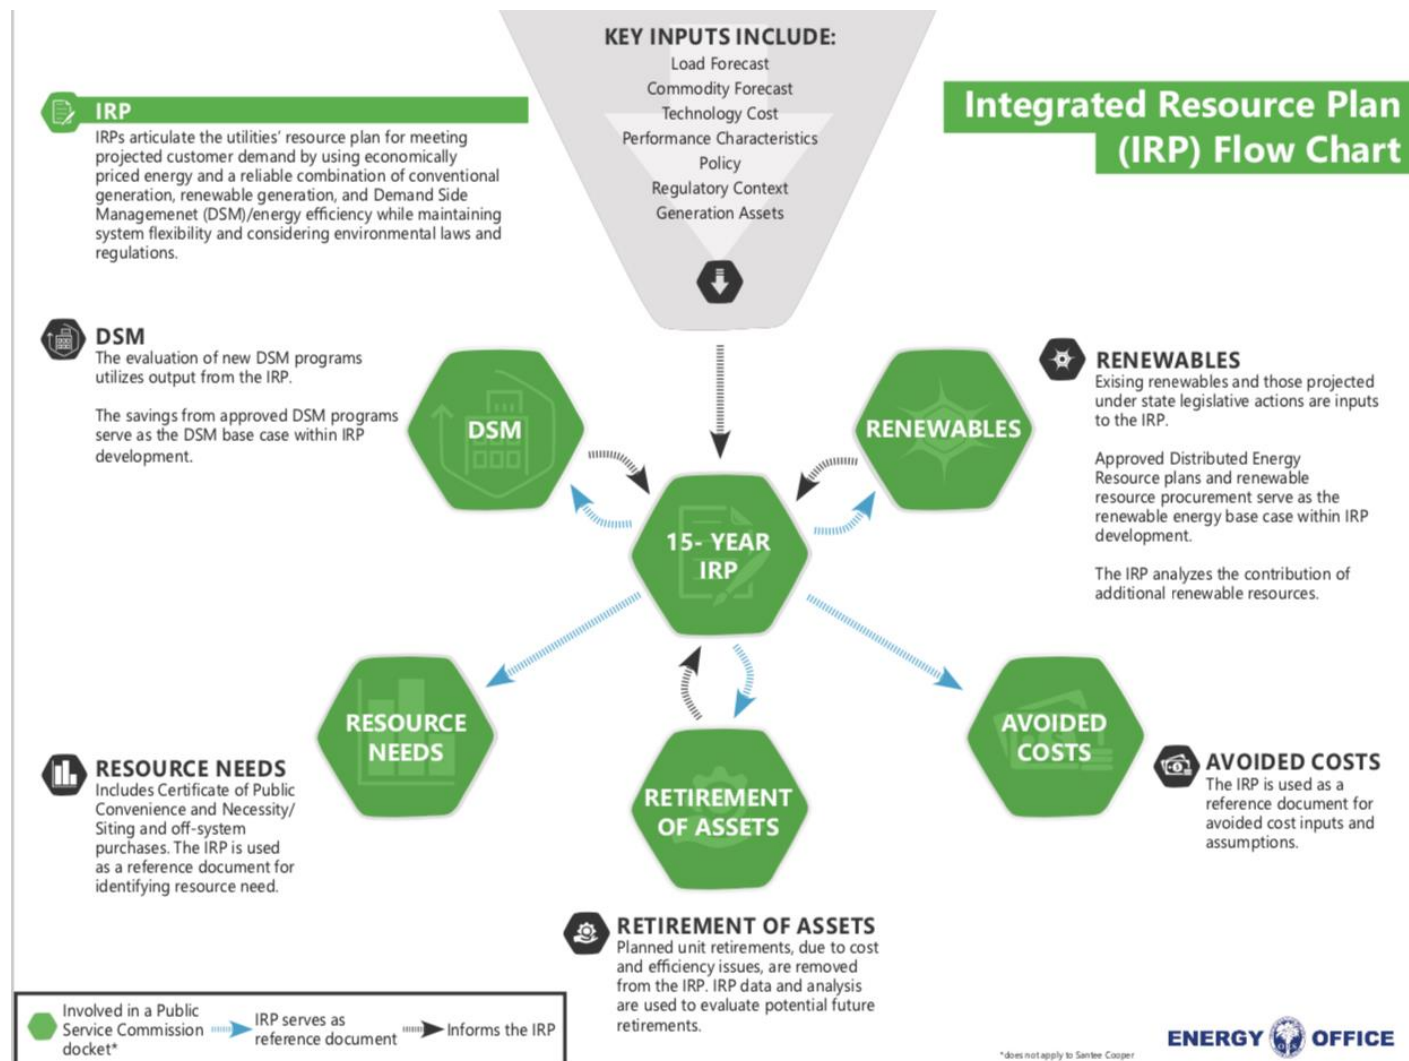 KEY INPUTS INCLUDE:
Load Forecast
Commodity Forecast
Technology Cost
Performance Characteristics
Policy
Regulatory Context
Generation Assets
Integrated Resource Plan
(IRP) Flow Chart
IRP
IRPs articulate the utilities' resource plan for meeting
projected customer demand by using economically
priced energy and a reliable combination of conventional
generation, renewable generation, and Demand Side
Managemenet (DSM)/energy efficiency while maintaining
system flexibility and considering environmental laws and
regulations.
DSM
The evaluation of new DSM programs
utilizes output from the IRP.
The savings from approved DSM programs
serve as the DSM base case within IRP
development.
DSM
RENEWABLES
RENEWABLES
Exising renewables and those projected
under state legislative actions are inputs
to the IRP.
Approved Distributed Energy
Resource plans and renewable
resource procurement serve as the
renewable energy base case within IRP
development.
The IRP analyzes the contribution of
additional renewable resources.
15- YEAR
IRP
RESOURCE
NEEDS
RETIREMENT
OF ASSETS
AVOIDED
COSTS
RESOURCE NEEDS
Includes Certificate of Public
Convenience and Necessity/
Siting and off-system
purchases. The IRP is used
as a reference document for
identifying resource need.
AVOIDED COSTS
The IRP is used as a
reference document for
avoided cost inputs and
assumptions.
RETIREMENT OF ASSETS
Planned unit retirements, due to cost
and efficiency issues, are removed
from the IRP. IRP data and analysis
are used to evaluate potential future
retirements.
Involved in a Public
Service Commission
docket*
IRP serves as
reference document
Informs the IRP
*does not apply to Santee Cooper
ENERGY OFFICE